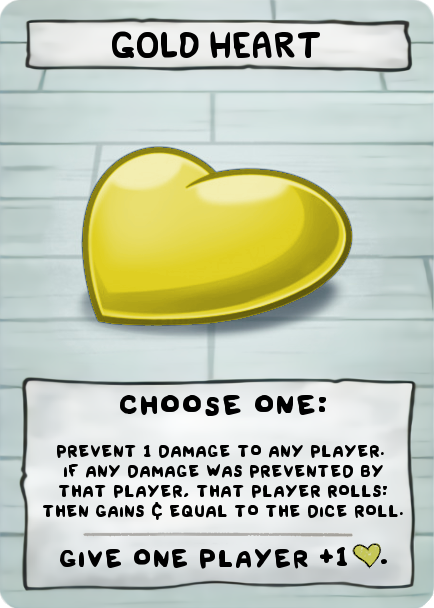 GOLD HEART
CHOOSE ONE:
PREVENT 1 DAMAGE TO ANY PLAYER.
IF ANY DAMAGE WAS PREVENTED BY
THAT PLAYER, THAT PLAYER ROLLS:
THEN GAINS ¢ EQUAL TO THE DICE ROLL.
GIVE ONE PLAYER +1 💛.